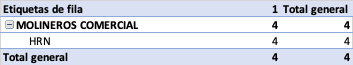 Etiquetas de fila 1 Total general
MOLINEROS COMERCIAL 4 4
HRN 4 4
Total general 4 4